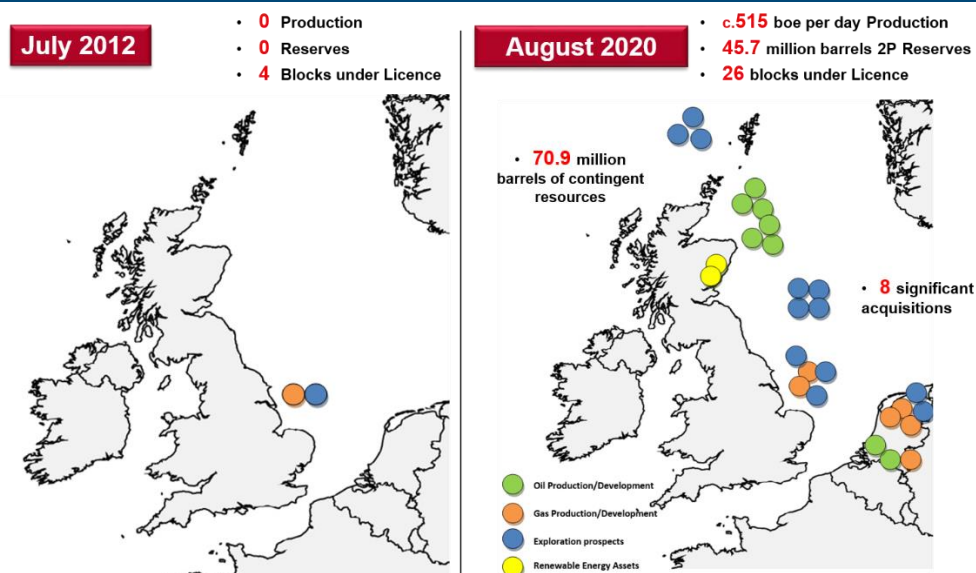 July 2012
• 0 Production
• 0 Reserves
• 4 Blocks under Licence
August 2020
• c.515 boe per day Production
• 45.7 million barrels 2P Reserves
• 26 blocks under Licence
• 70.9 million
barrels of contingent
resources
• 8 significant
acquisitions
Oil Production/Development
Gas Production/Development
Exploration prospects
Renewable Energy Assets